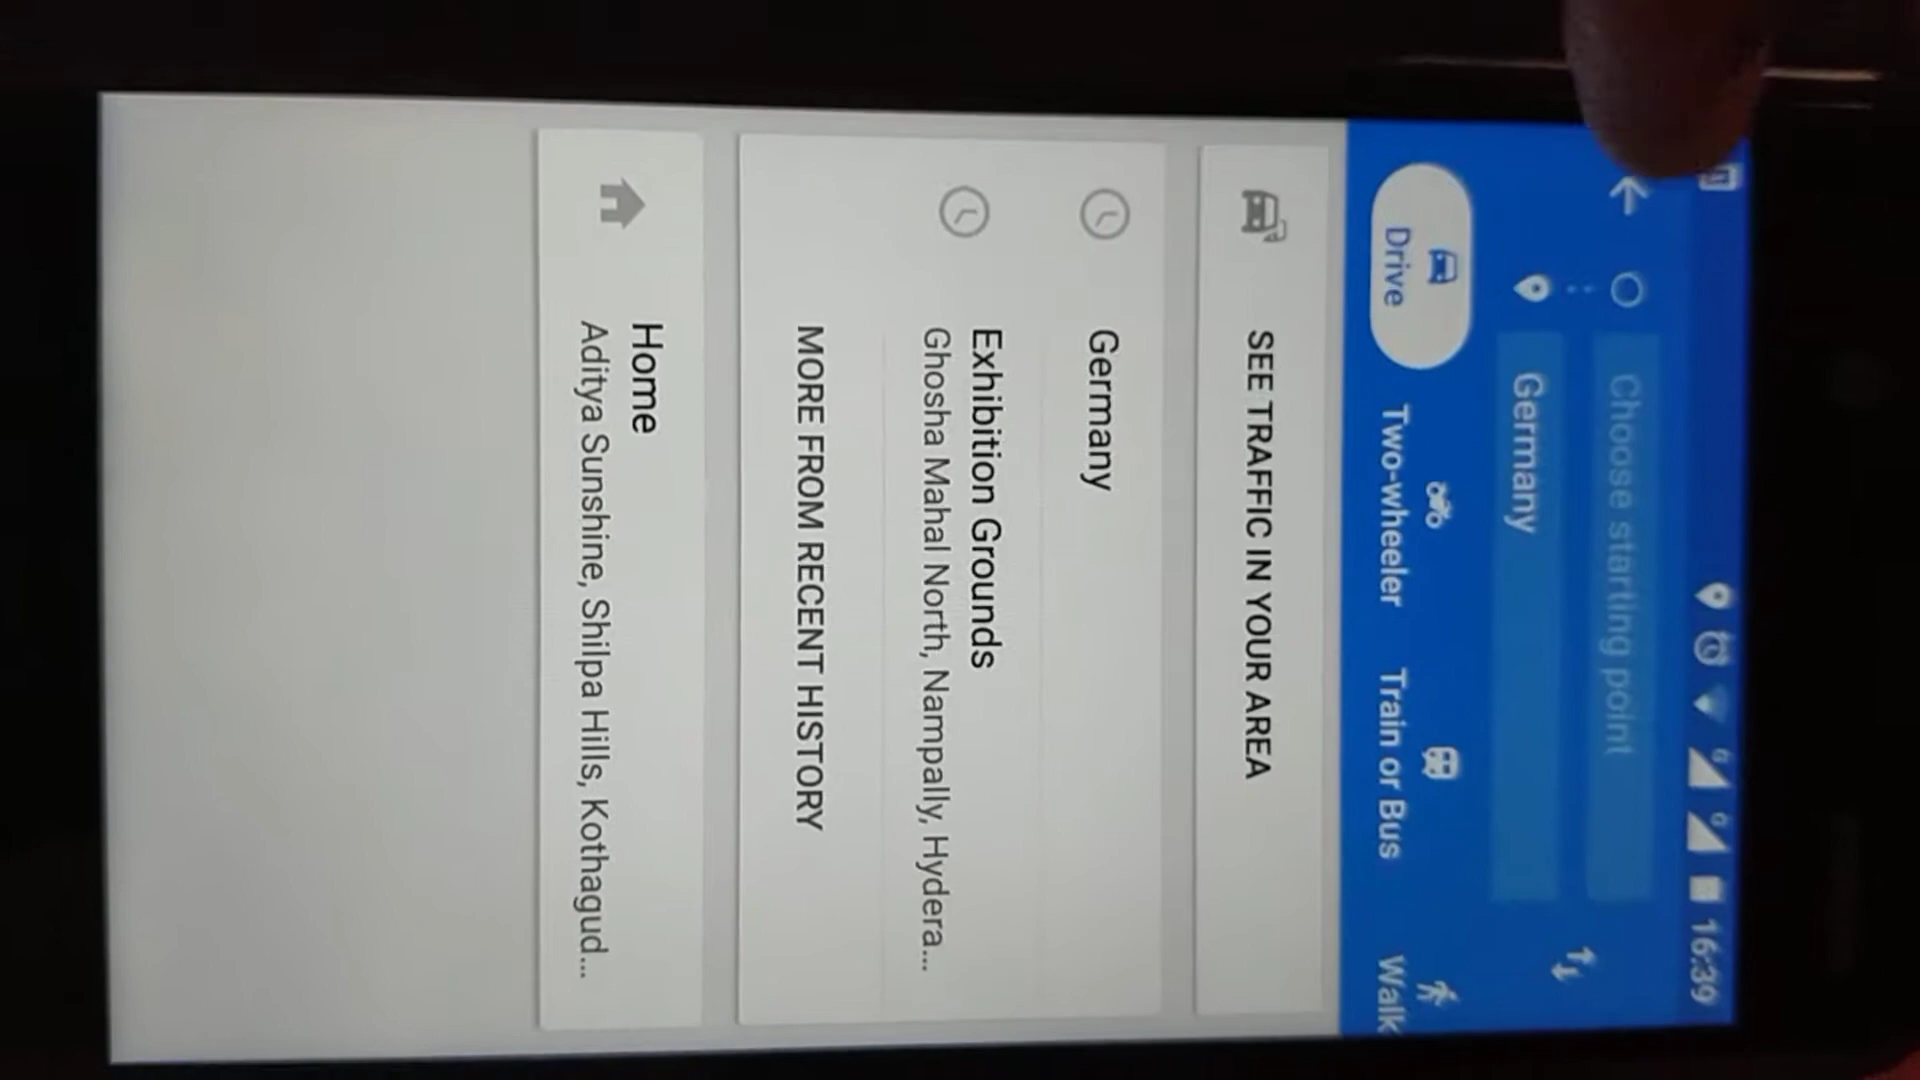 16:39
Choose starting point
Germany
Drive
Two-wheeler
Train or Bus
Walk
SEE TRAFFIC IN YOUR AREA
Germany
Exhibition Grounds
Ghosha Mahal North, Nampally, Hydera...
MORE FROM RECENT HISTORY
Home
Aditya Sunshine, Shilpa Hills, Kothagud...